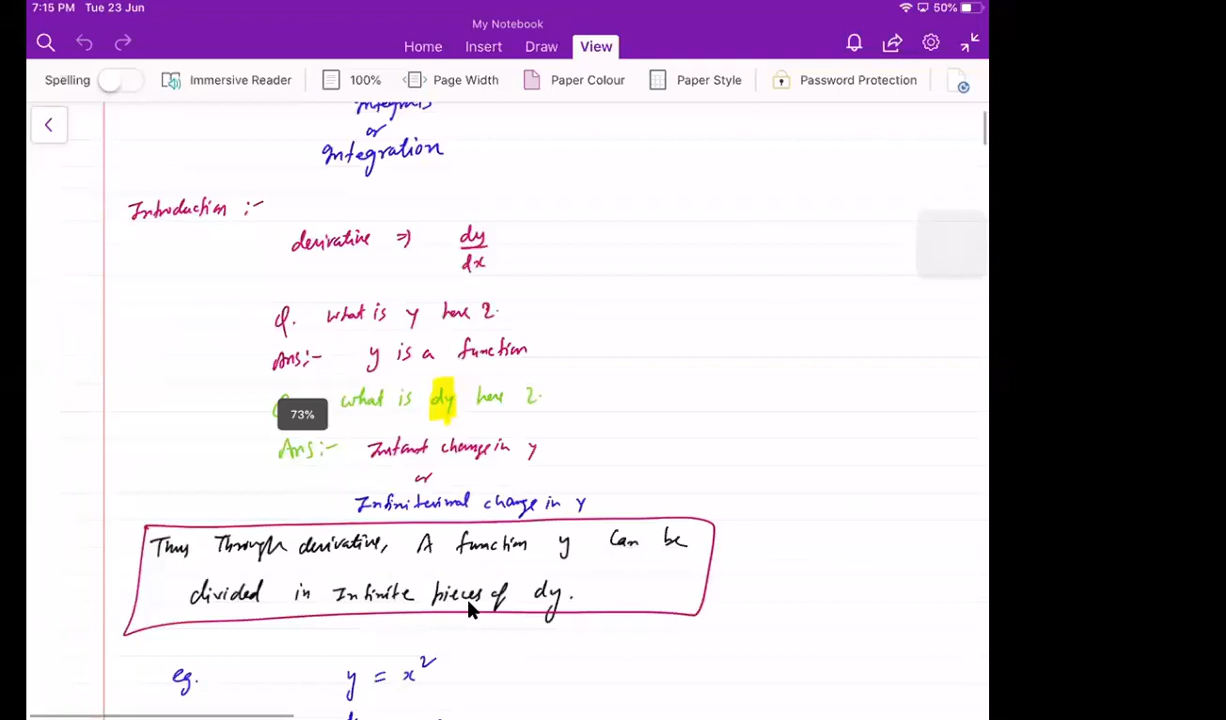 7:15 PM Tue 23 Jun
50%
My Notebook
Home Insert Draw View
Spelling Immersive Reader 100% Page Width Paper Colour Paper Style Password Protection
Integrals
or
Integration
Introduction :-
derivative ⇒ dy/dx
Q. what is y here ?
Ans:- y is a function
what is dy here ?
73%
Ans:- Instant change in y
or
Infinitesimal change in y
Thus Through derivative, A function y can be
divided in Infinite pieces of dy.
eg. y = x²